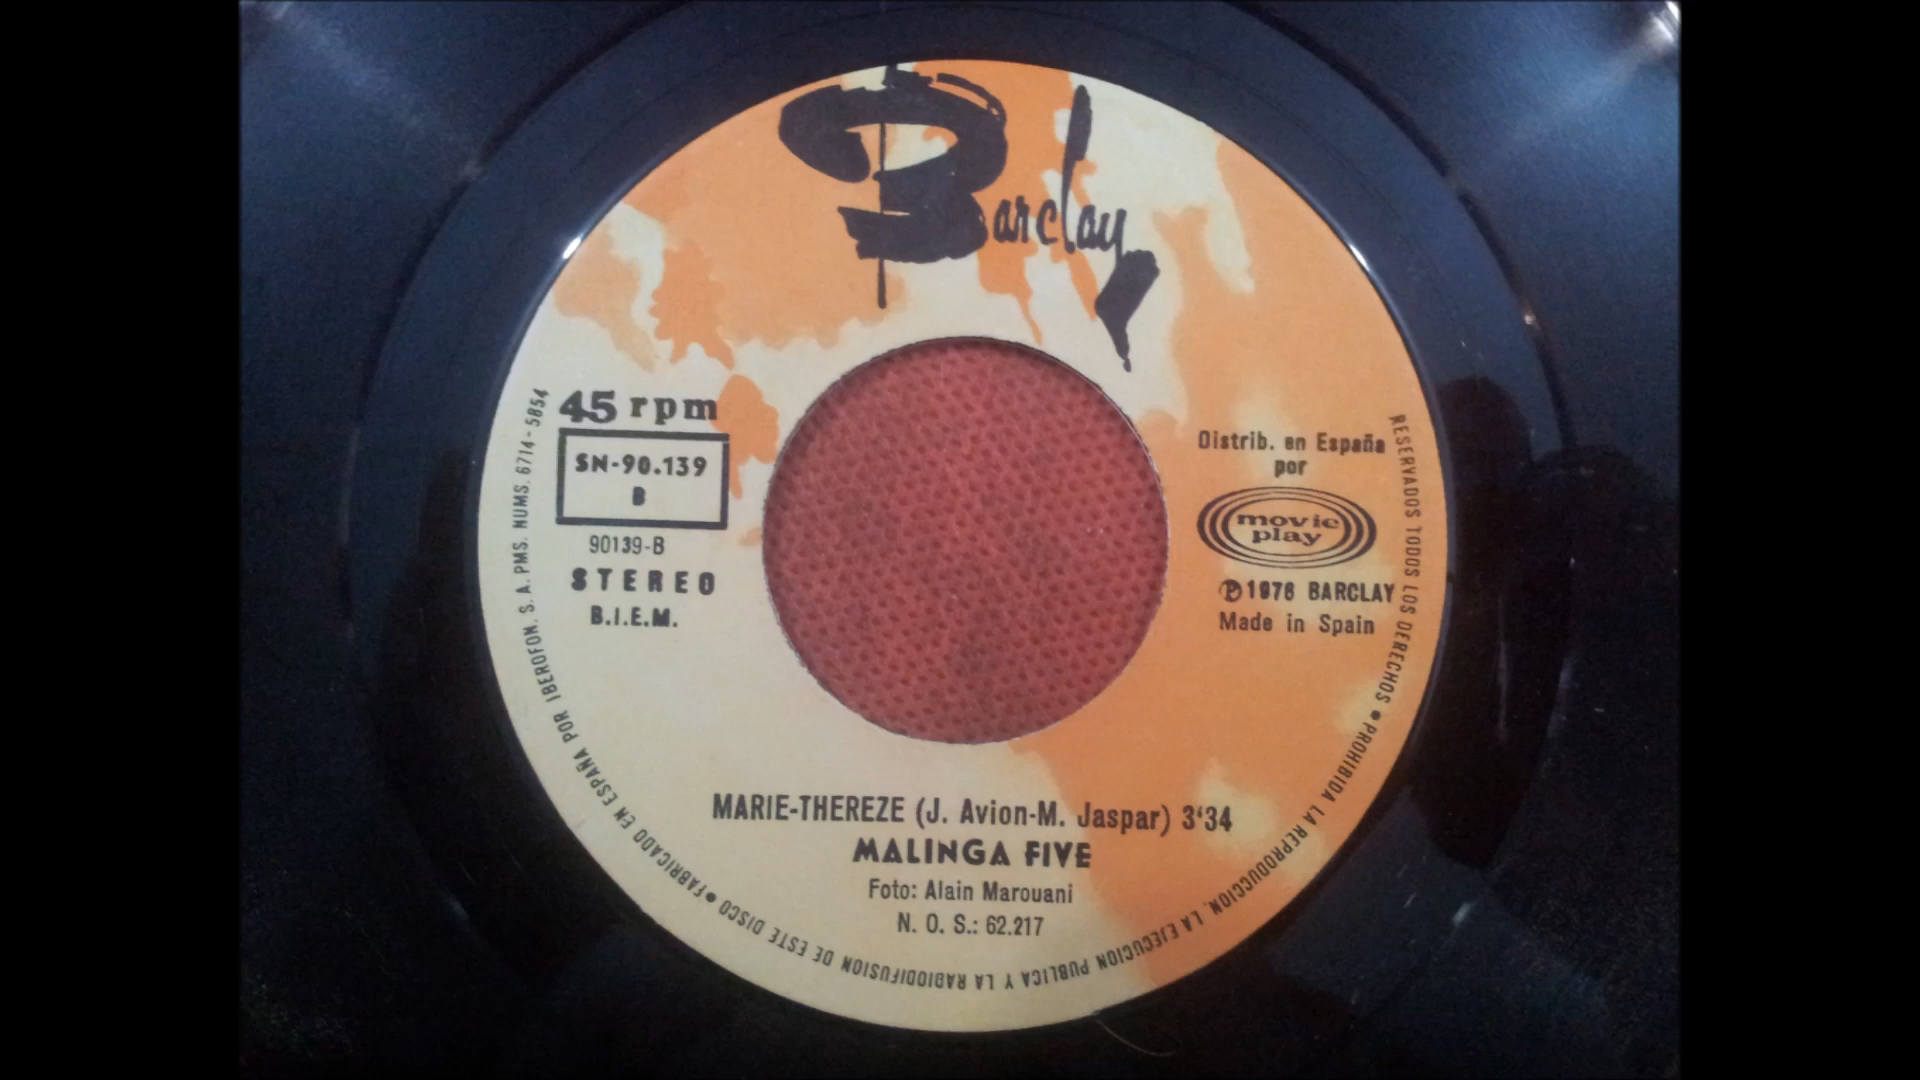 Barclay
45 rpm
SN-90.139
B
90139-B
STEREO
B.I.E.M.
Distrib. en España
por
movie
play
℗ 1976 BARCLAY
Made in Spain
MARIE-THEREZE (J. Avion-M. Jaspar) 3'34
MALINGA FIVE
Foto: Alain Marouani
N. O. S.: 62.217
RESERVADOS TODOS LOS DERECHOS • PROHIBIDA LA REPRODUCCION, LA EJECUCION PUBLICA Y LA RADIODIFUSION DE ESTE DISCO • FABRICADO EN ESPAÑA POR IBEROFON, S. A. PMS. NUMS. 6714-5854